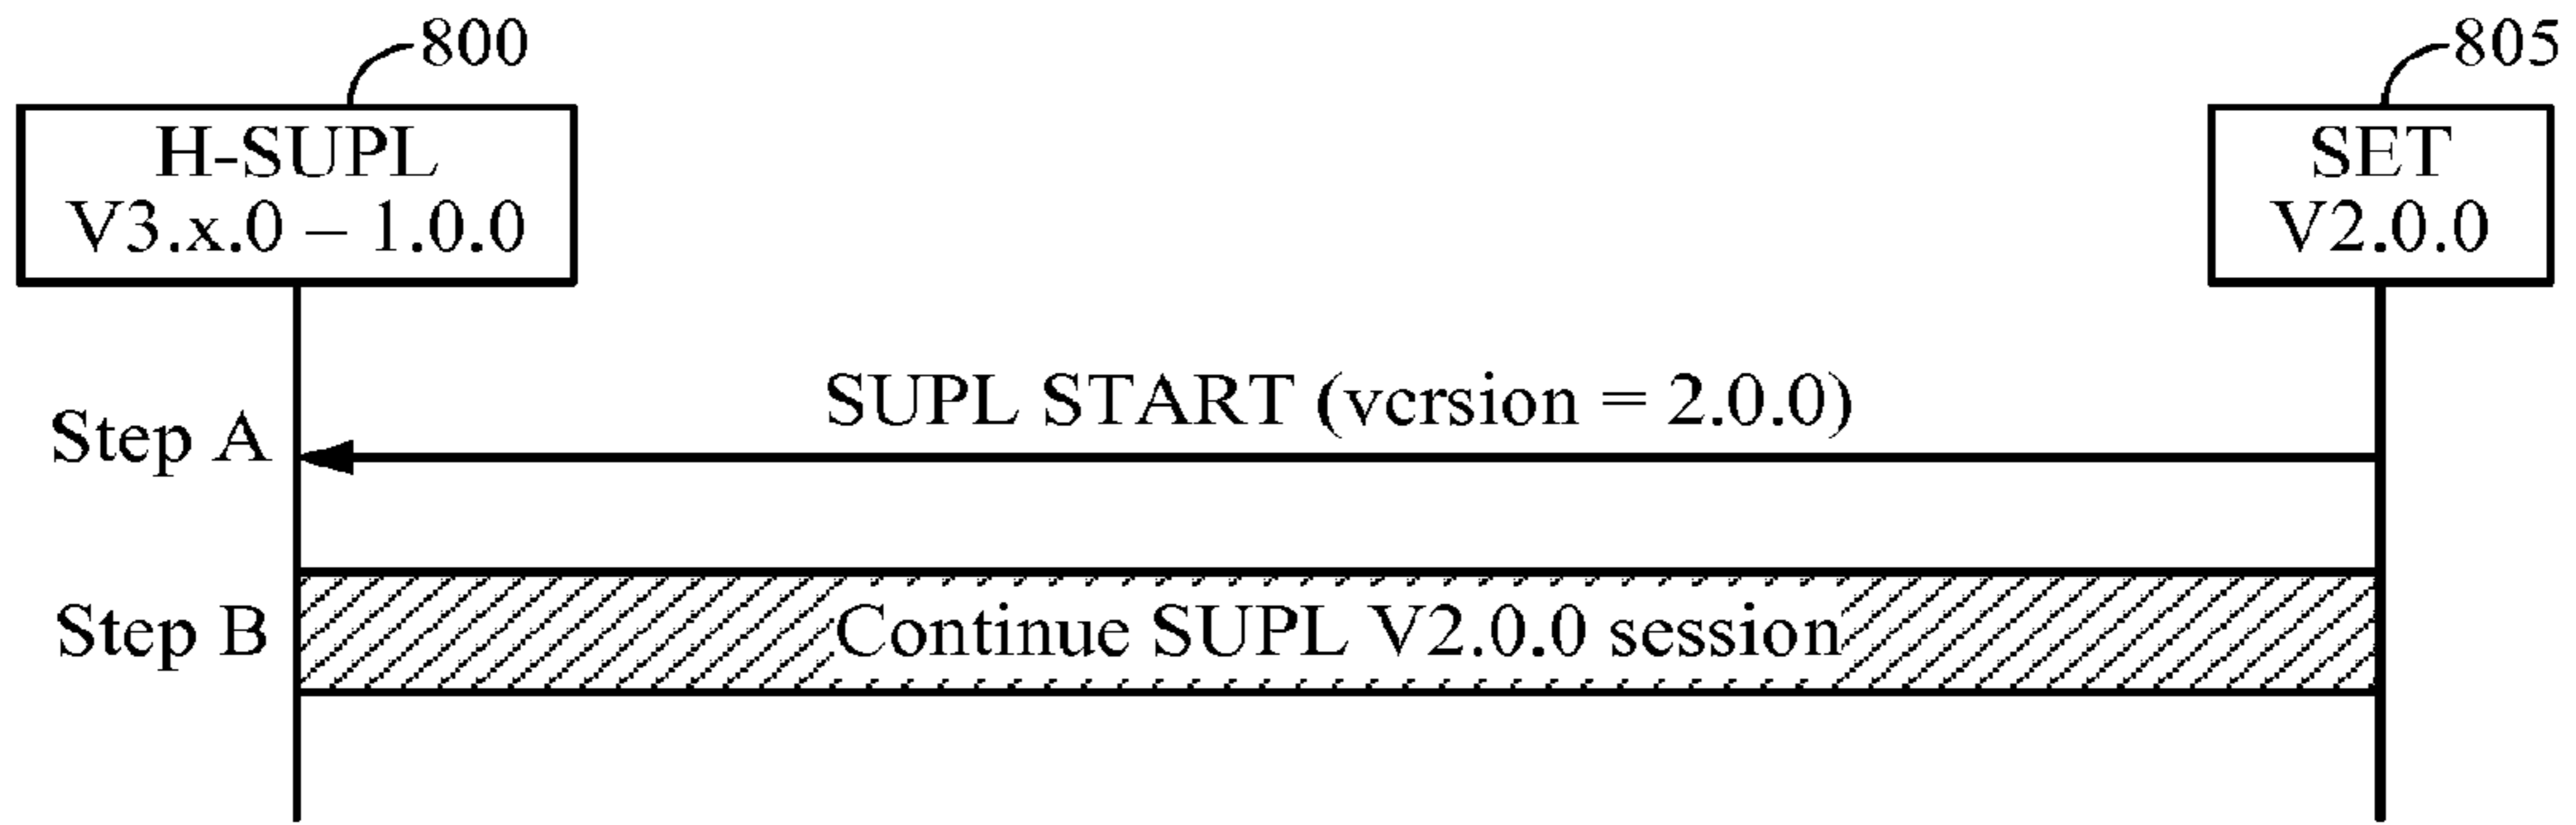 800
805
H-SUPL
V3.x.0 – 1.0.0
SET
V2.0.0
SUPL START (vcrsion = 2.0.0)
Step A
Step B
Continue SUPL V2.0.0 session